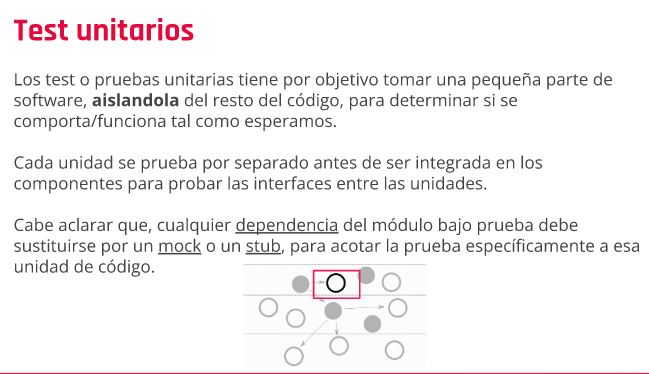 Test unitarios
Los test o pruebas unitarias tiene por objetivo tomar una pequeña parte de
software, aislandola del resto del código, para determinar si se
comporta/funciona tal como esperamos.
Cada unidad se prueba por separado antes de ser integrada en los
componentes para probar las interfaces entre las unidades.
Cabe aclarar que, cualquier dependencia del módulo bajo prueba debe
sustituirse por un mock o un stub, para acotar la prueba específicamente a esa
unidad de código.